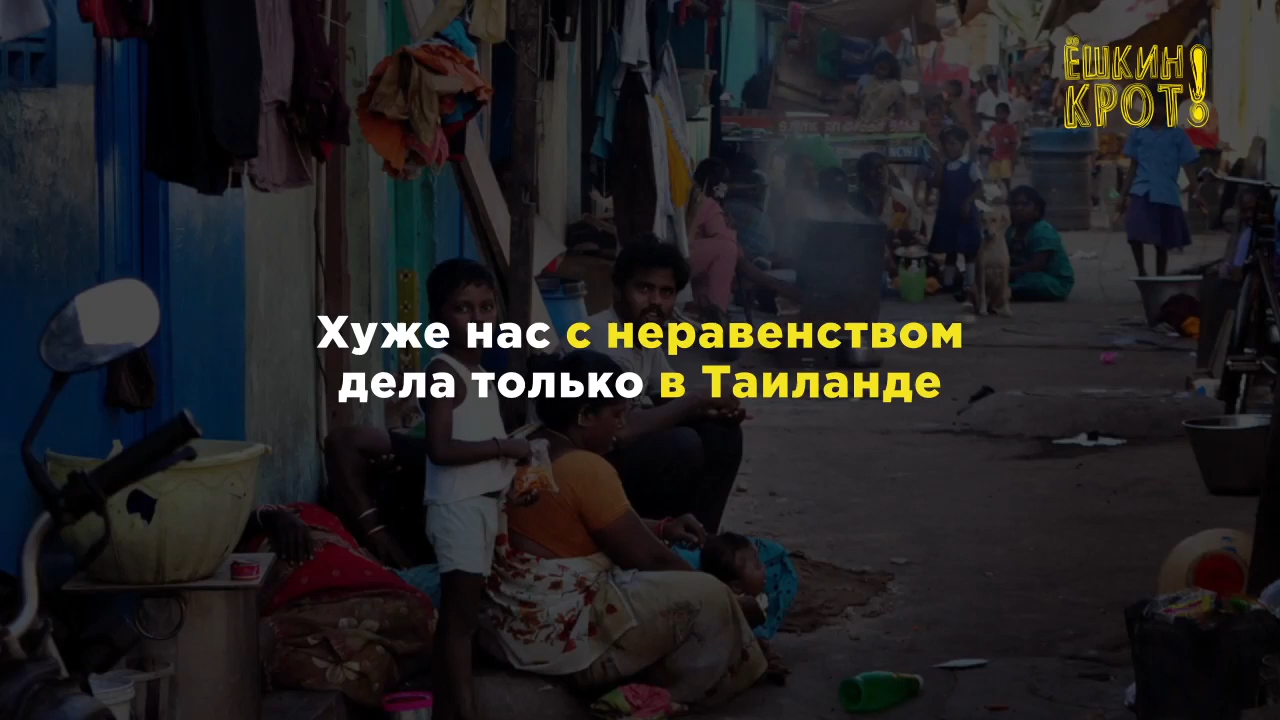 ЁШКИН
КРОТ!
Хуже нас с неравенством
дела только в Таиланде